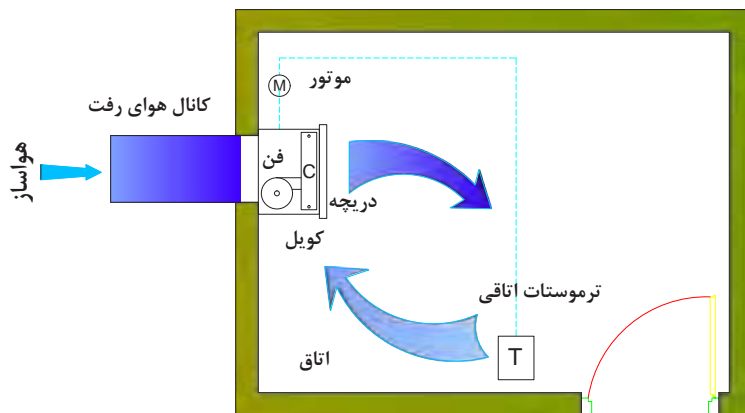 موتور
M
کانال هوای رفت
هواساز
فن
C
دریچه
کویل
ترموستات اتاقی
اتاق
T